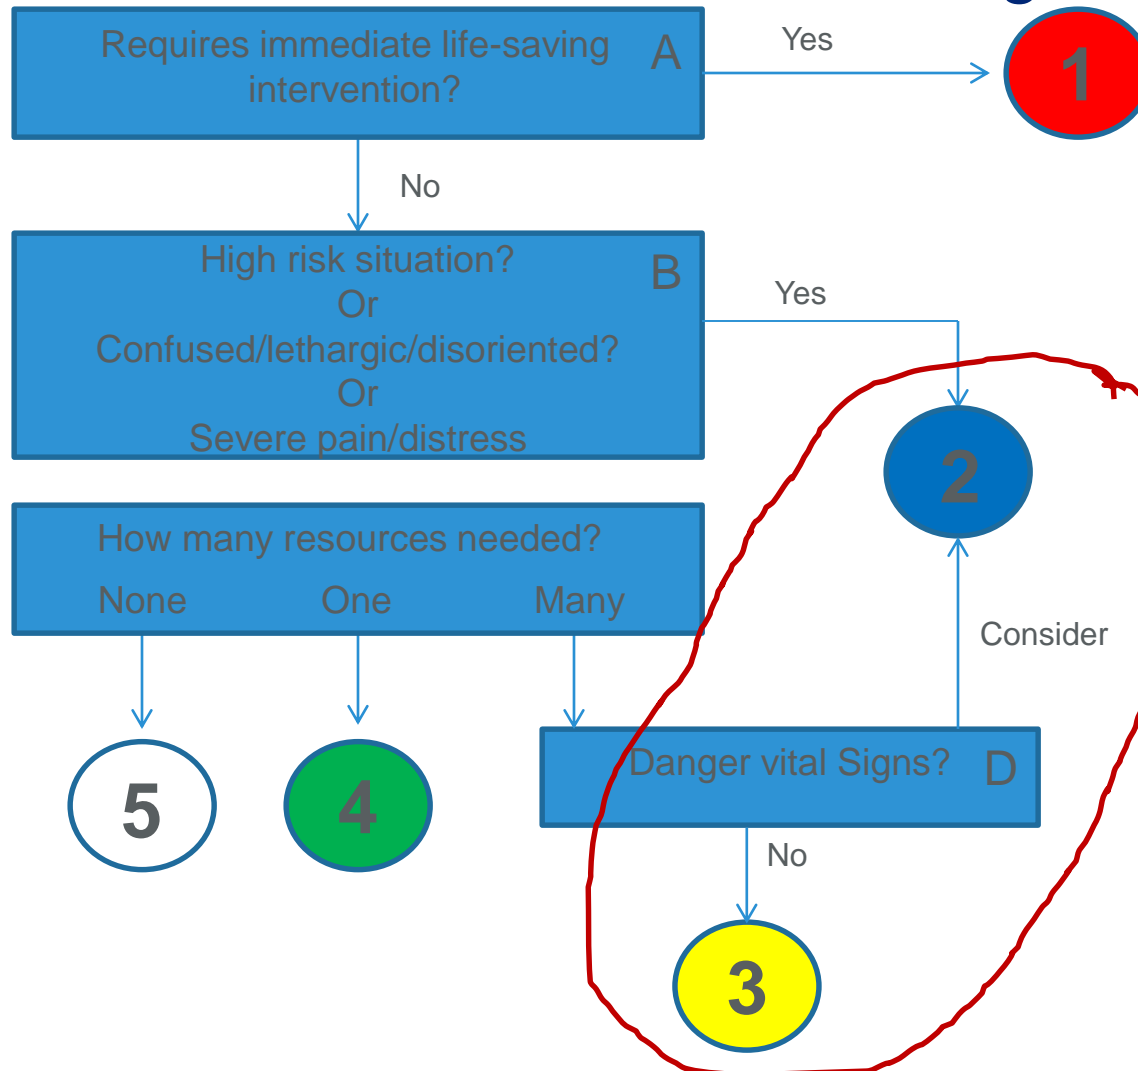 Requires immediate life-saving
intervention?
A
Yes
1
No
High risk situation?
B
Or
Confused/lethargic/disoriented?
Or
Severe pain/distress
Yes
2
How many resources needed?
None One Many
Consider
Danger vital Signs? D
5
4
No
3